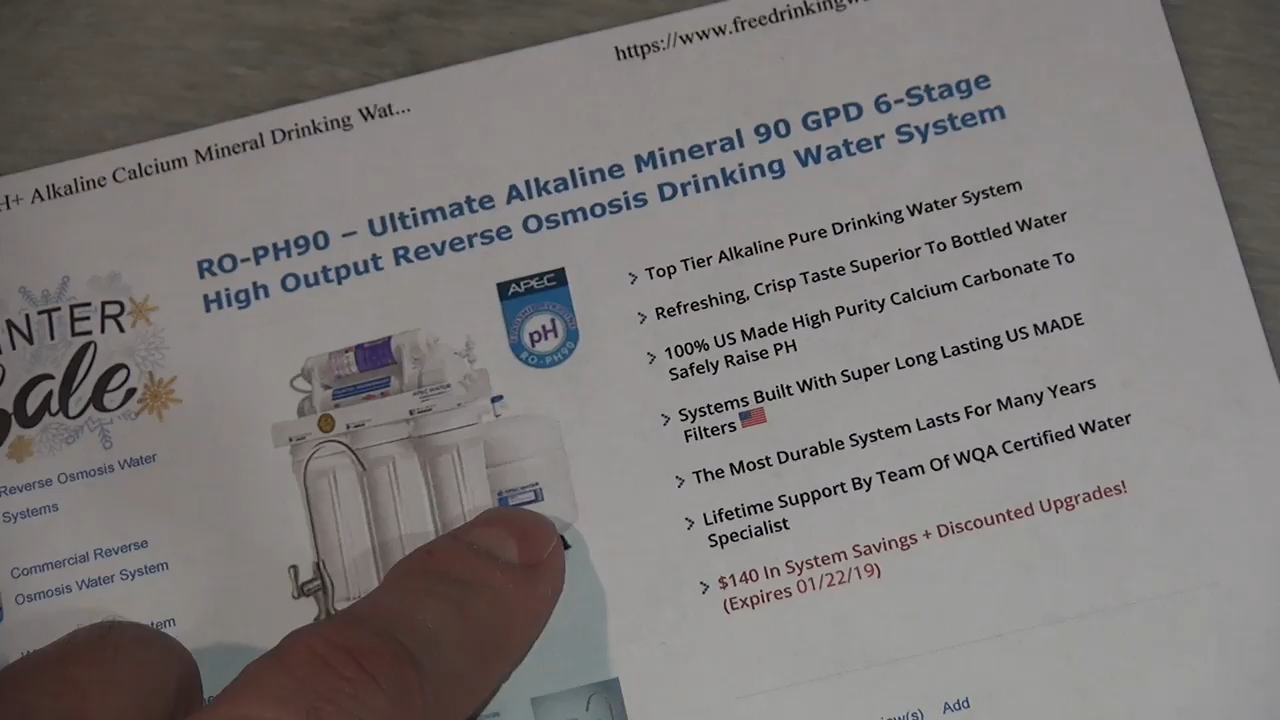 https://www.freedrinkingw
H+ Alkaline Calcium Mineral Drinking Wat...
RO-PH90 – Ultimate Alkaline Mineral 90 GPD 6-Stage
High Output Reverse Osmosis Drinking Water System
INTER
Sale
Reverse Osmosis Water
Systems
Commercial Reverse
Osmosis Water System
APEC
pH
RO-PH90
Top Tier Alkaline Pure Drinking Water System
Refreshing, Crisp Taste Superior To Bottled Water
100% US Made High Purity Calcium Carbonate To
Safely Raise PH
Systems Built With Super Long Lasting US MADE
Filters
The Most Durable System Lasts For Many Years
Lifetime Support By Team Of WQA Certified Water
Specialist
$140 In System Savings + Discounted Upgrades!
(Expires 01/22/19)
Add